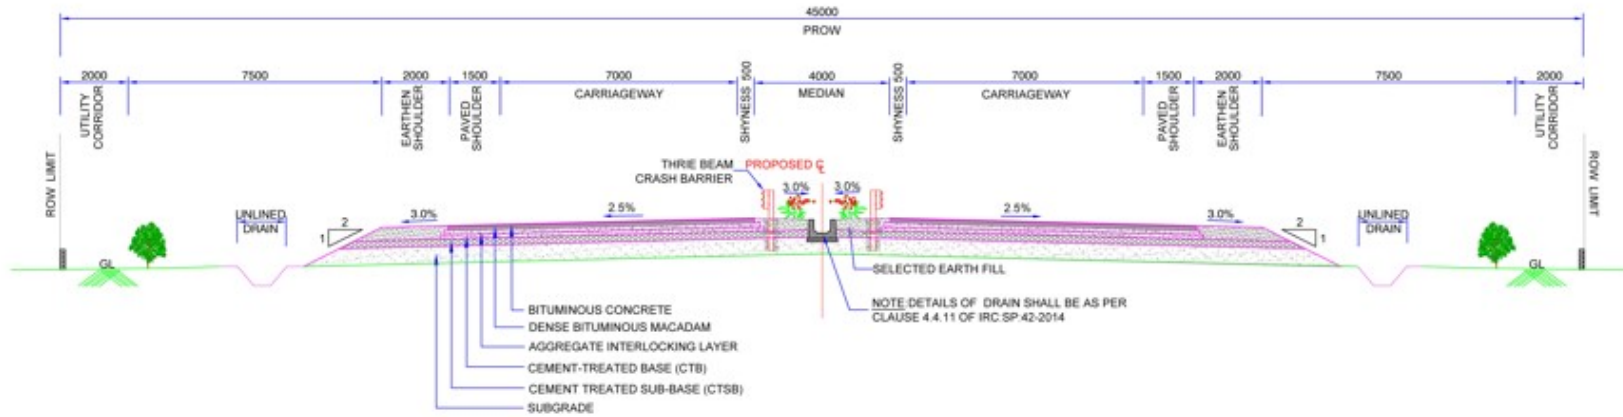 45000
PROW
2000
7500
2000
1500
7000
500
4000
500
7000
1500
2000
7500
2000
UTILITY
CORRIDOR
EARTHEN
SHOULDER
PAVED
SHOULDER
CARRIAGEWAY
SHYNESS
MEDIAN
SHYNESS
CARRIAGEWAY
PAVED
SHOULDER
EARTHEN
SHOULDER
UTILITY
CORRIDOR
ROW LIMIT
ROW LIMIT
THRIE BEAM
CRASH BARRIER
PROPOSED ℄
3.0%
3.0%
UNLINED
DRAIN
2
1
3.0%
2.5%
2.5%
3.0%
2
1
UNLINED
DRAIN
GL
GL
SELECTED EARTH FILL
NOTE:DETAILS OF DRAIN SHALL BE AS PER
CLAUSE 4.4.11 OF IRC SP:42-2014
BITUMINOUS CONCRETE
DENSE BITUMINOUS MACADAM
AGGREGATE INTERLOCKING LAYER
CEMENT-TREATED BASE (CTB)
CEMENT TREATED SUB-BASE (CTSB)
SUBGRADE